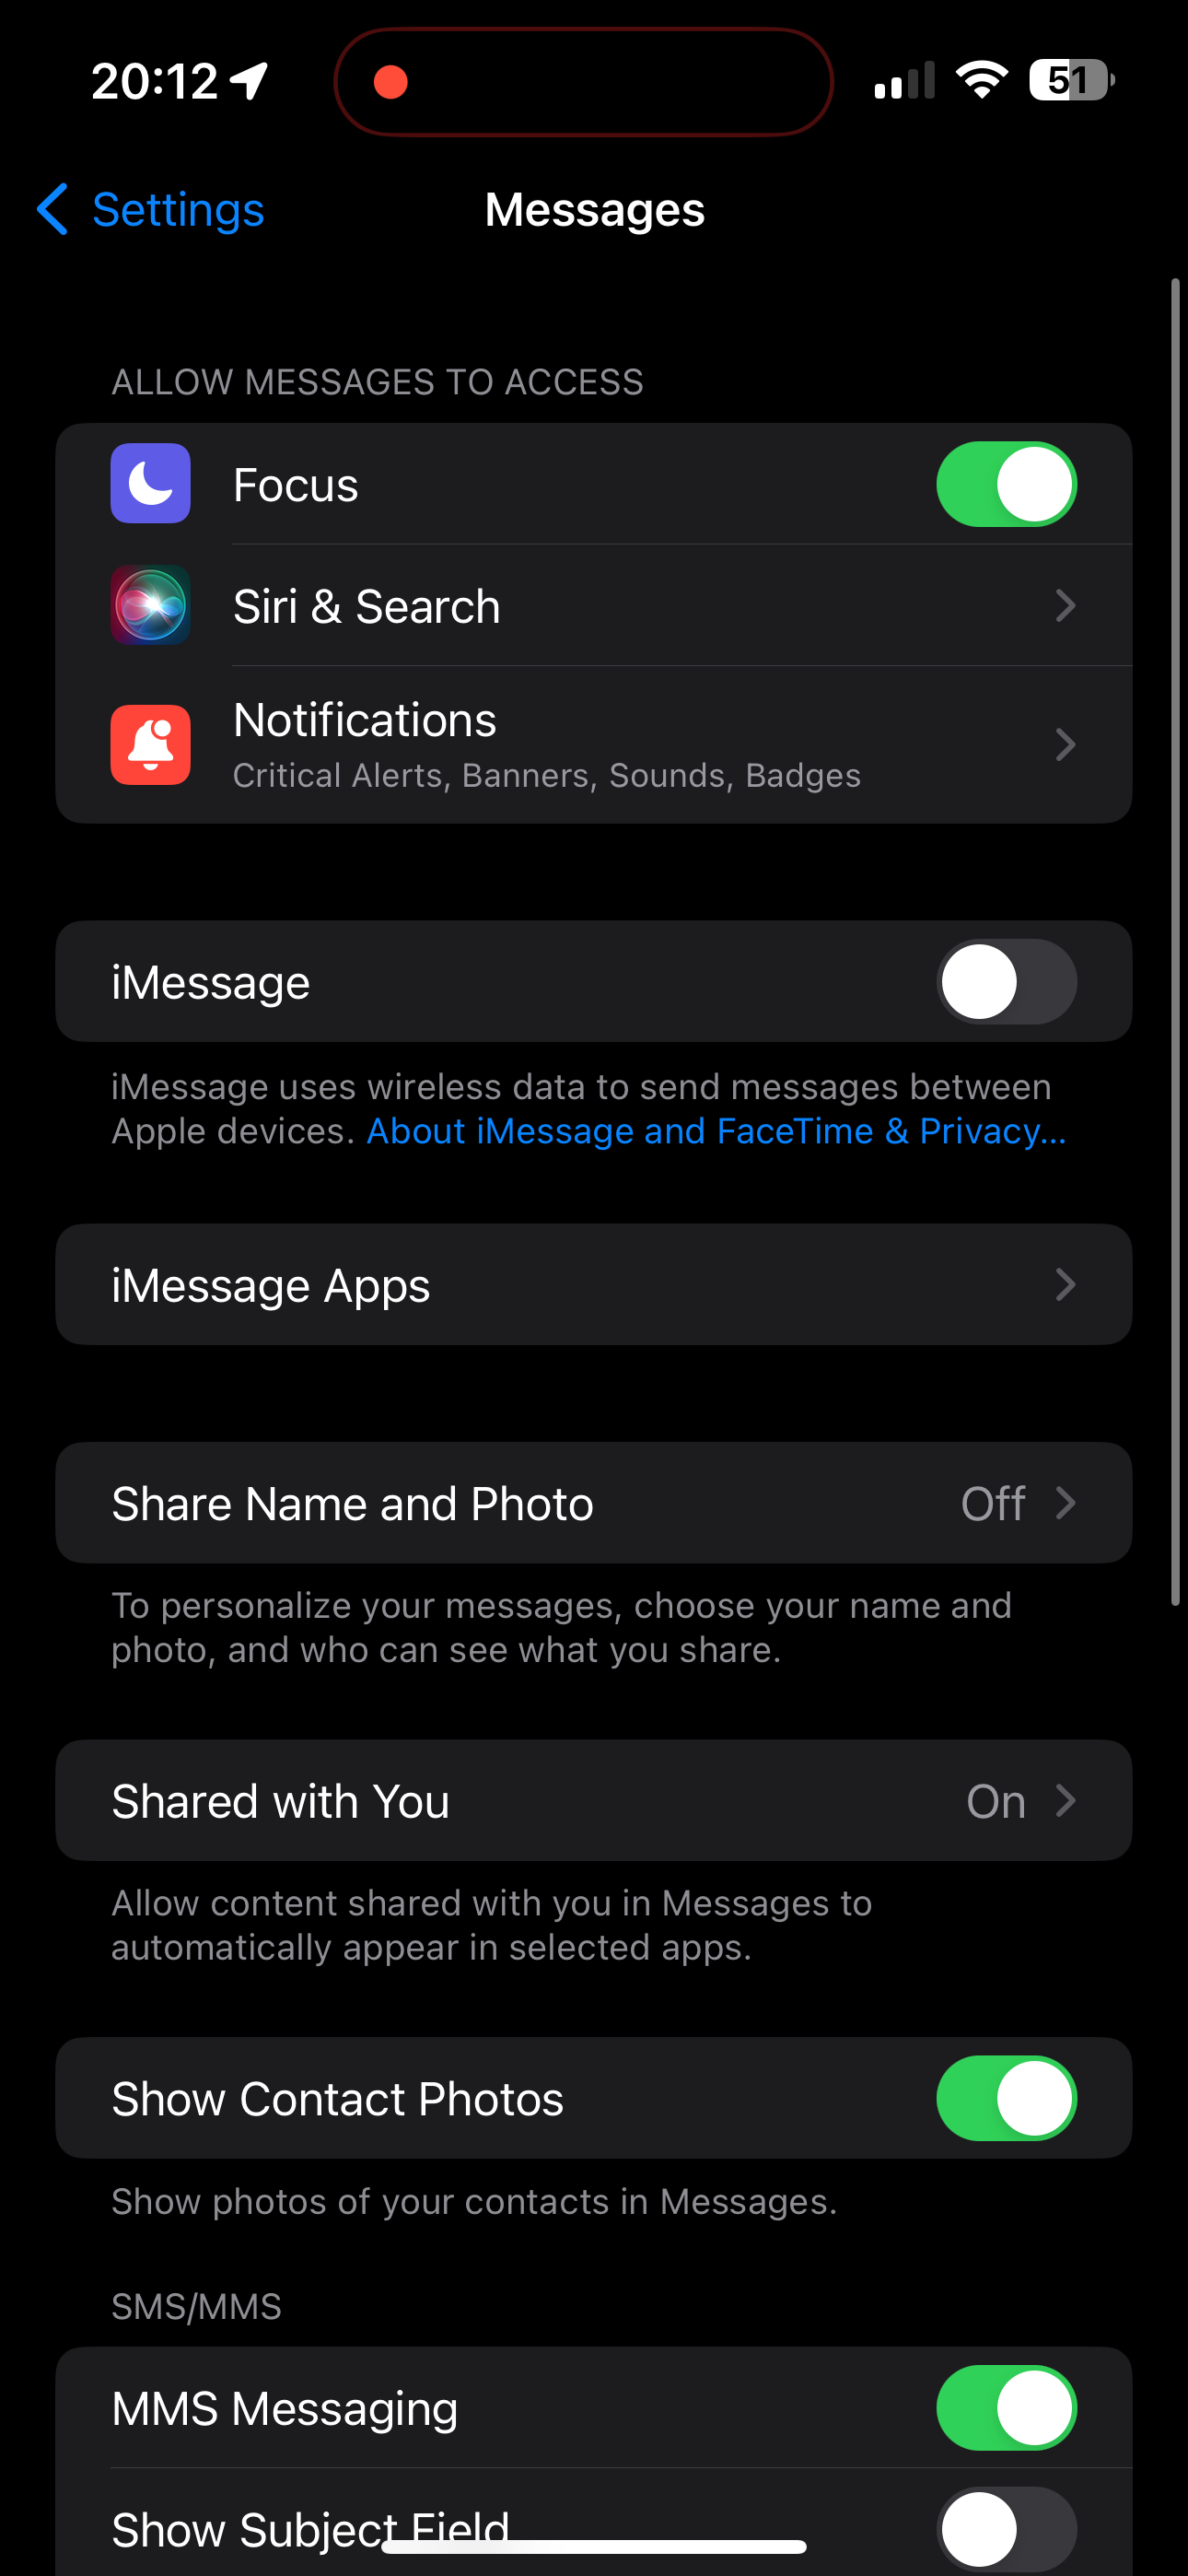 20:12
51
Settings
Messages
ALLOW MESSAGES TO ACCESS
Focus
Siri & Search
Notifications
Critical Alerts, Banners, Sounds, Badges
iMessage
iMessage uses wireless data to send messages between
Apple devices. About iMessage and FaceTime & Privacy...
iMessage Apps
Share Name and Photo
Off
To personalize your messages, choose your name and
photo, and who can see what you share.
Shared with You
On
Allow content shared with you in Messages to
automatically appear in selected apps.
Show Contact Photos
Show photos of your contacts in Messages.
SMS/MMS
MMS Messaging
Show Subject Field